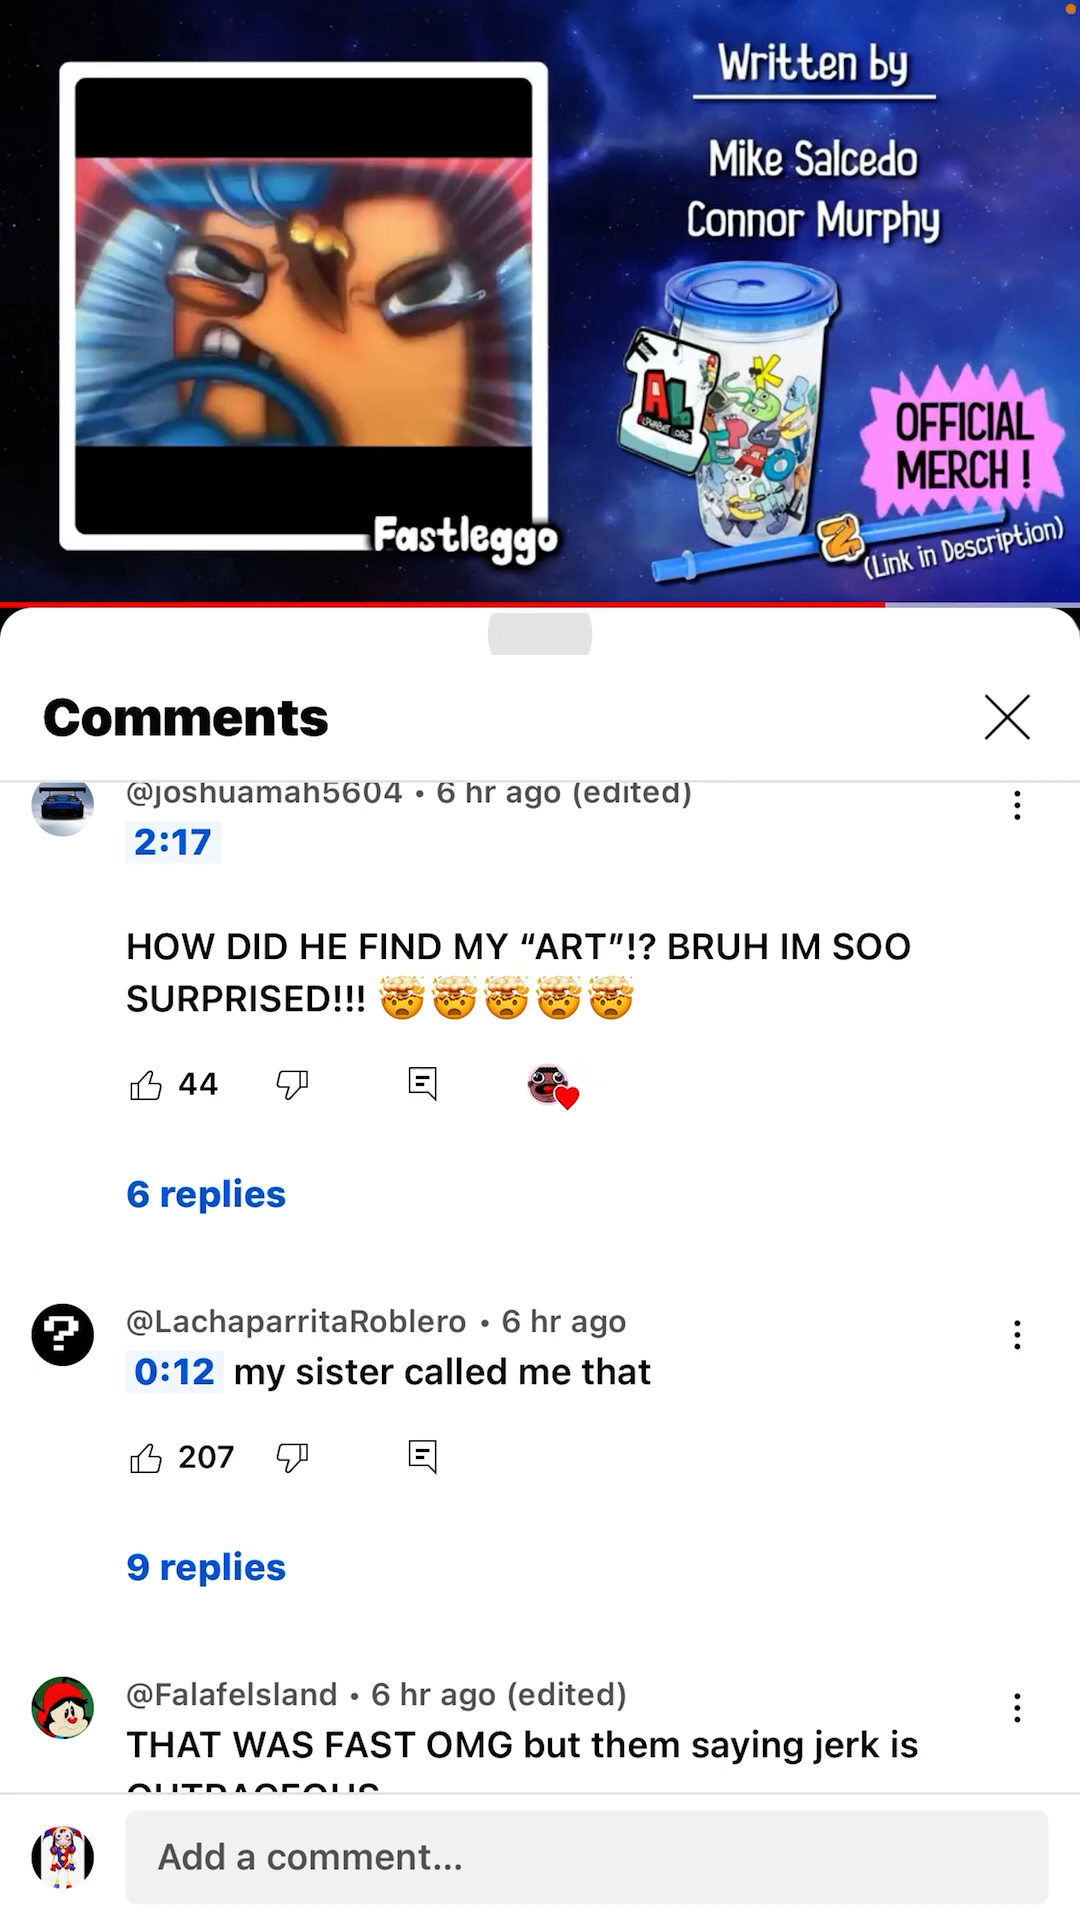 Written by
Mike Salcedo
Connor Murphy
AL
OFFICIAL
MERCH !
(Link in Description)
Fastleggo
Comments
@joshuamah5604 • 6 hr ago (edited)
2:17
HOW DID HE FIND MY “ART”!? BRUH IM SOO
SURPRISED!!! 🤯🤯🤯🤯🤯
44
6 replies
@LachaparritaRoblero • 6 hr ago
0:12 my sister called me that
207
9 replies
@FalafelsIand • 6 hr ago (edited)
THAT WAS FAST OMG but them saying jerk is
OUTRAGEOUS
Add a comment...